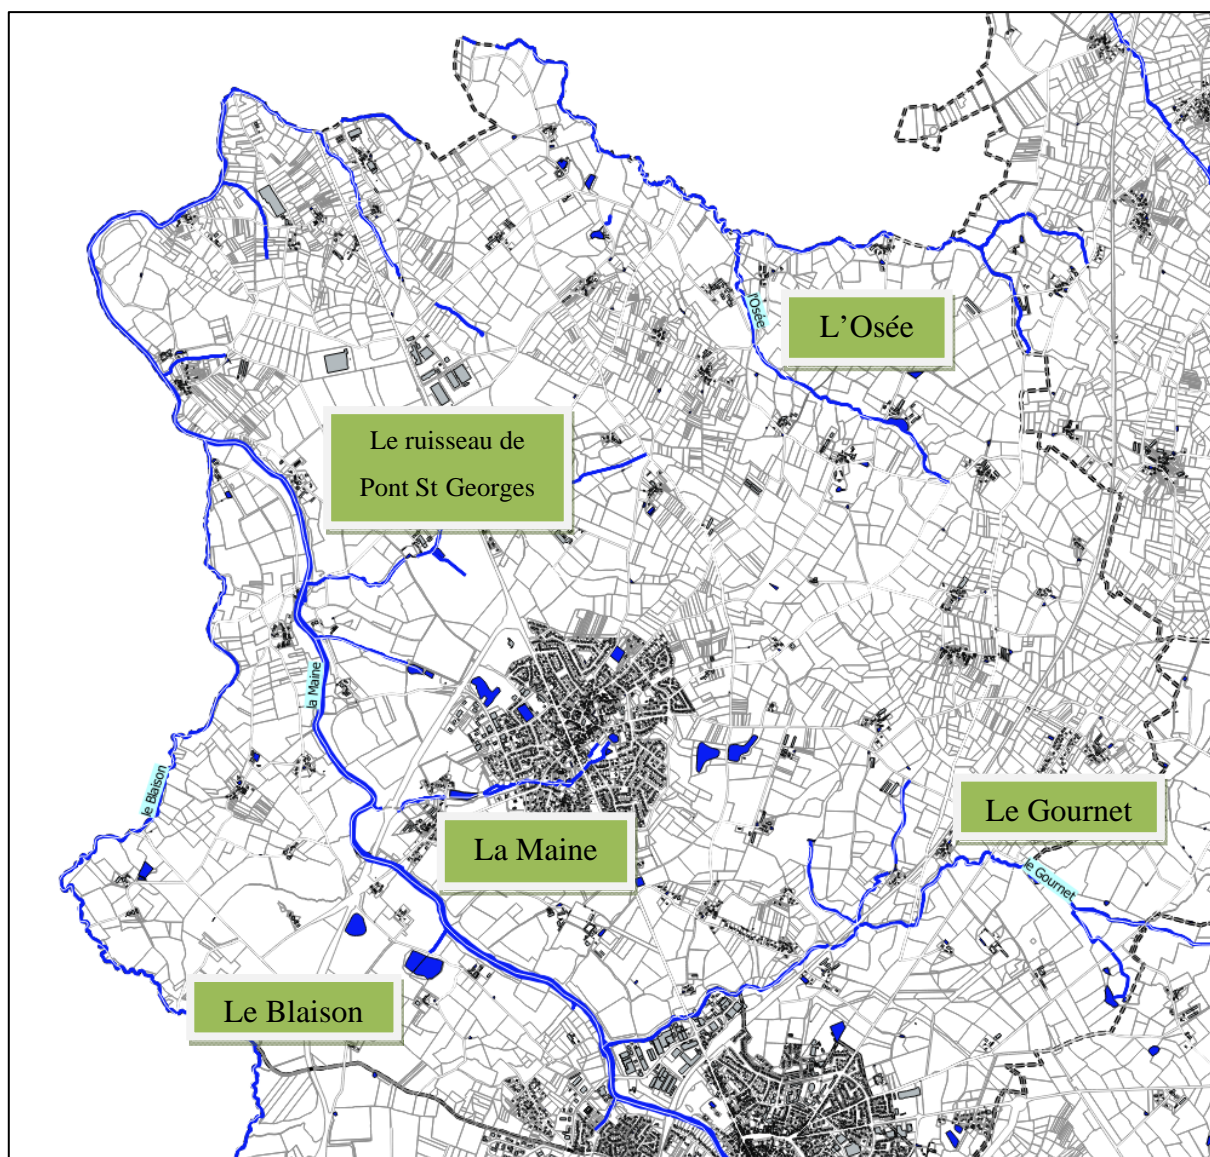 l'Osée
L'Osée
Le ruisseau de
Pont St Georges
la Maine
le Blaison
Le Gournet
La Maine
le Gournet
Le Blaison